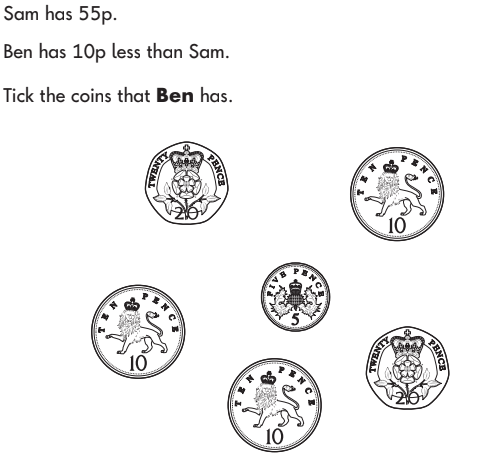 Sam has 55p.
Ben has 10p less than Sam.
Tick the coins that Ben has.
TWENTY PENCE
20
TEN PENCE
10
FIVE PENCE
5
TEN PENCE
10
TWENTY PENCE
20
TEN PENCE
10